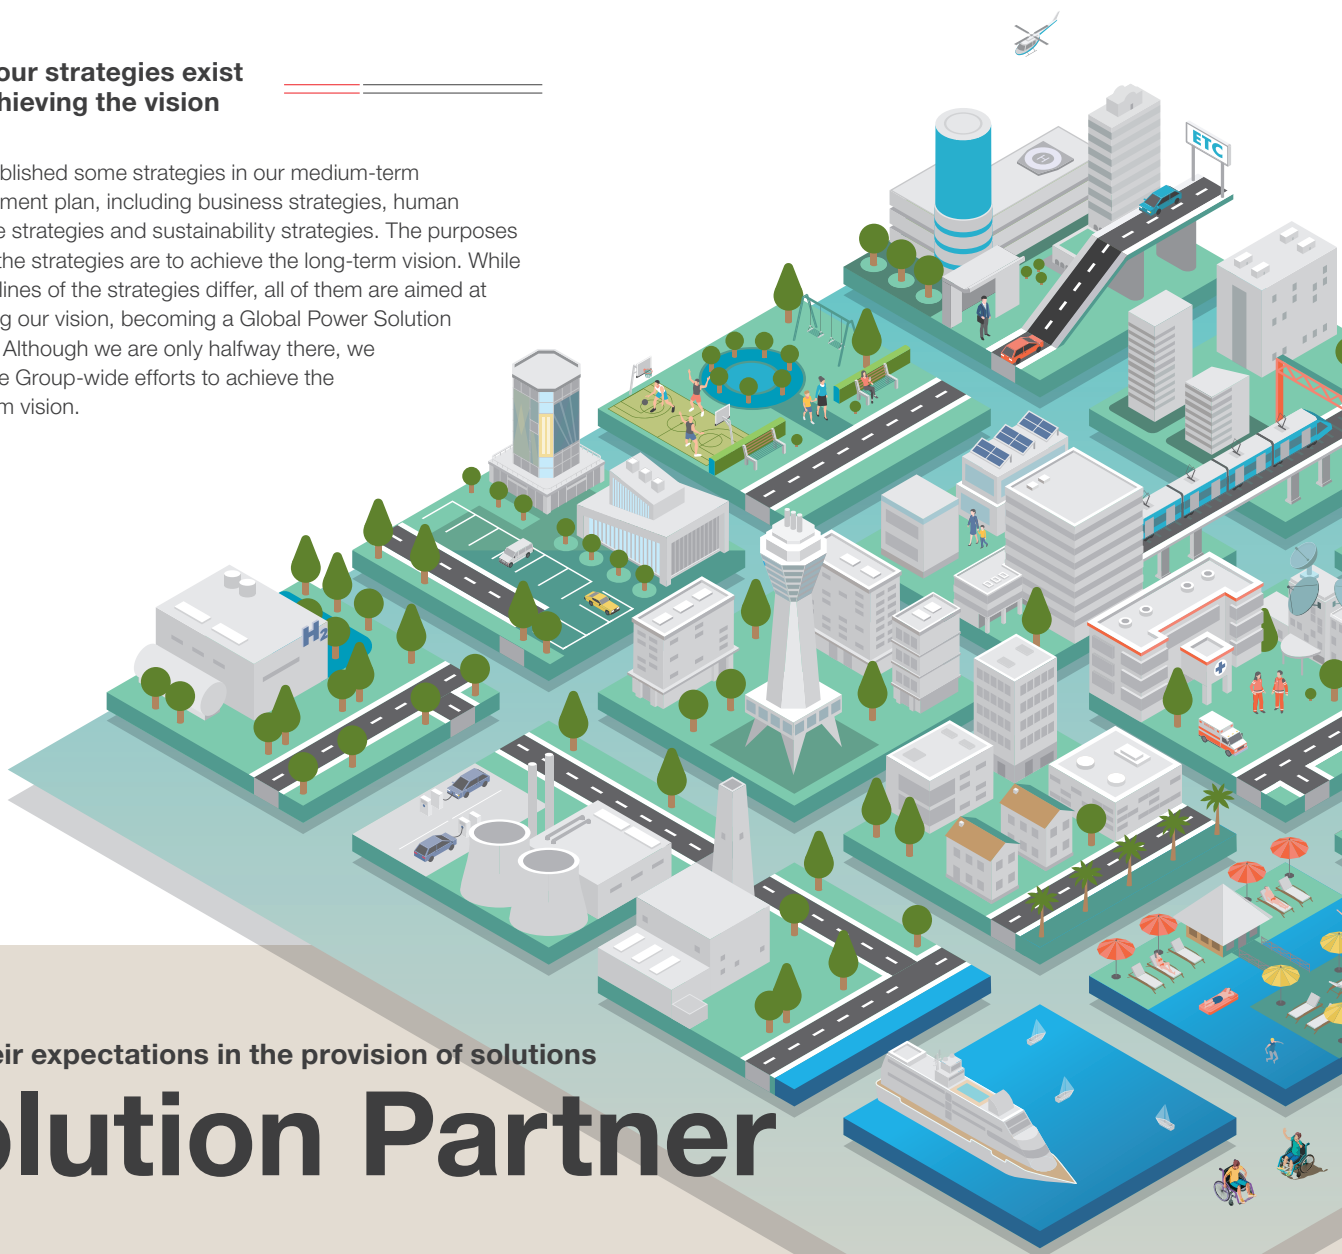 our strategies exist
hieving the vision
blished some strategies in our medium-term
ment plan, including business strategies, human
e strategies and sustainability strategies. The purposes
the strategies are to achieve the long-term vision. While
lines of the strategies differ, all of them are aimed at
g our vision, becoming a Global Power Solution
Although we are only halfway there, we
e Group-wide efforts to achieve the
m vision.
ETC
H
H2
eir expectations in the provision of solutions
olution Partner